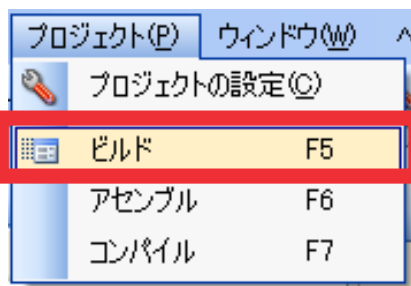 プロジェクト(P) ウィンドウ(W) ヘ
プロジェクトの設定(C)
ビルド F5
アセンブル F6
コンパイル F7